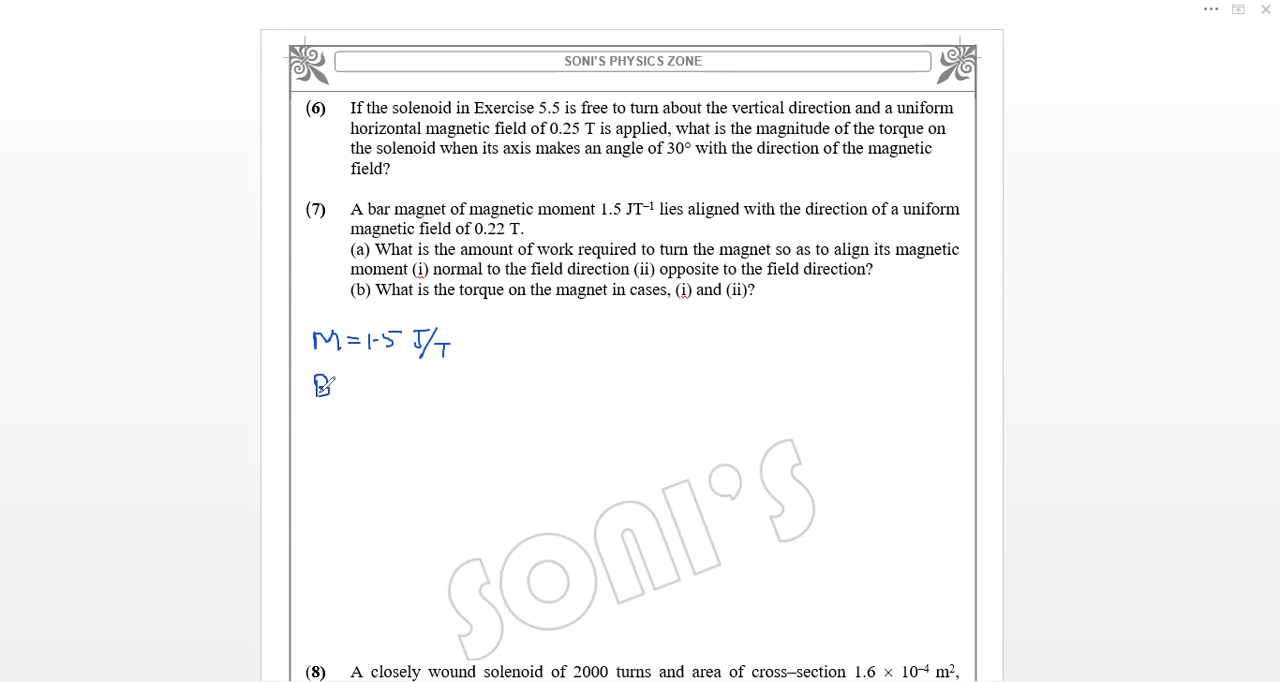 SONI'S PHYSICS ZONE
(6) If the solenoid in Exercise 5.5 is free to turn about the vertical direction and a uniform
horizontal magnetic field of 0.25 T is applied, what is the magnitude of the torque on
the solenoid when its axis makes an angle of 30° with the direction of the magnetic
field?
(7) A bar magnet of magnetic moment 1.5 JT⁻¹ lies aligned with the direction of a uniform
magnetic field of 0.22 T.
(a) What is the amount of work required to turn the magnet so as to align its magnetic
moment (i) normal to the field direction (ii) opposite to the field direction?
(b) What is the torque on the magnet in cases, (i) and (ii)?
M = 1.5 J/T
B
SONI'S
(8) A closely wound solenoid of 2000 turns and area of cross–section 1.6 × 10⁻⁴ m²,